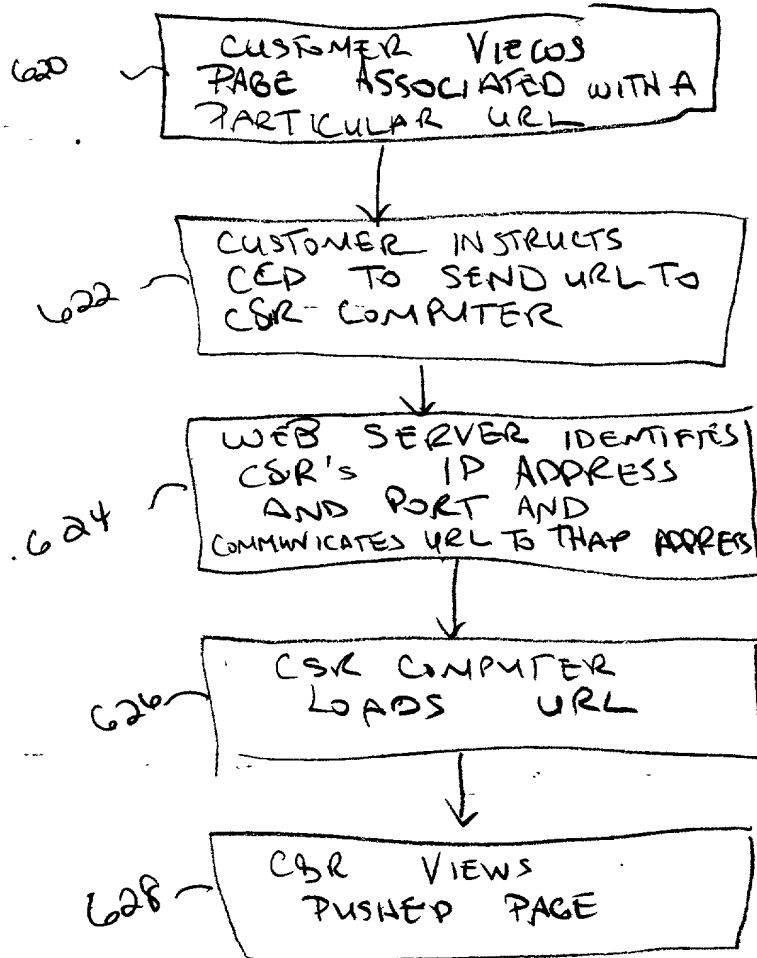 620
CUSTOMER VIEWS
PAGE ASSOCIATED WITH A
PARTICULAR URL
CUSTOMER INSTRUCTS
622
CCD TO SEND URL TO
CSR COMPUTER
WEB SERVER IDENTIFIES
CSR's IP ADDRESS
624
AND PORT AND
COMMUNICATES URL TO THAT ADDRESS
CSR COMPUTER
626
LOADS URL
CSR VIEWS
628
PUSHED PAGE